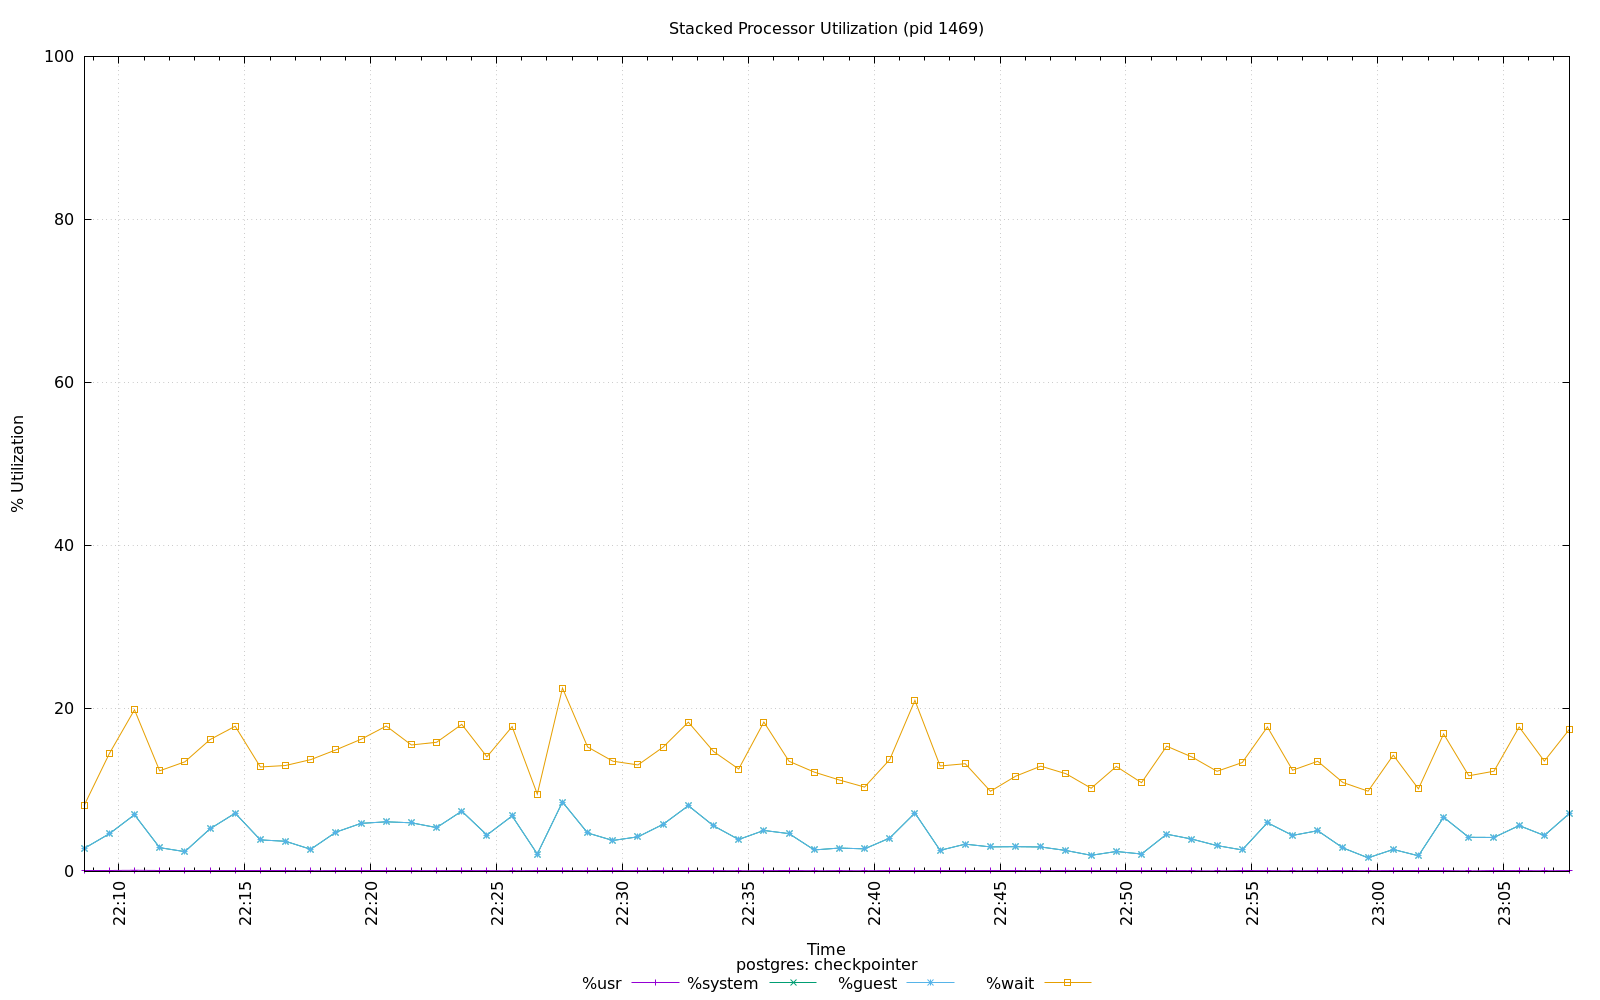 Stacked Processor Utilization (pid 1469)
100
80
60
40
20
0
% Utilization
22:10 22:15 22:20 22:25 22:30 22:35 22:40 22:45 22:50 22:55 23:00 23:05
Time
postgres: checkpointer
%usr %system %guest %wait